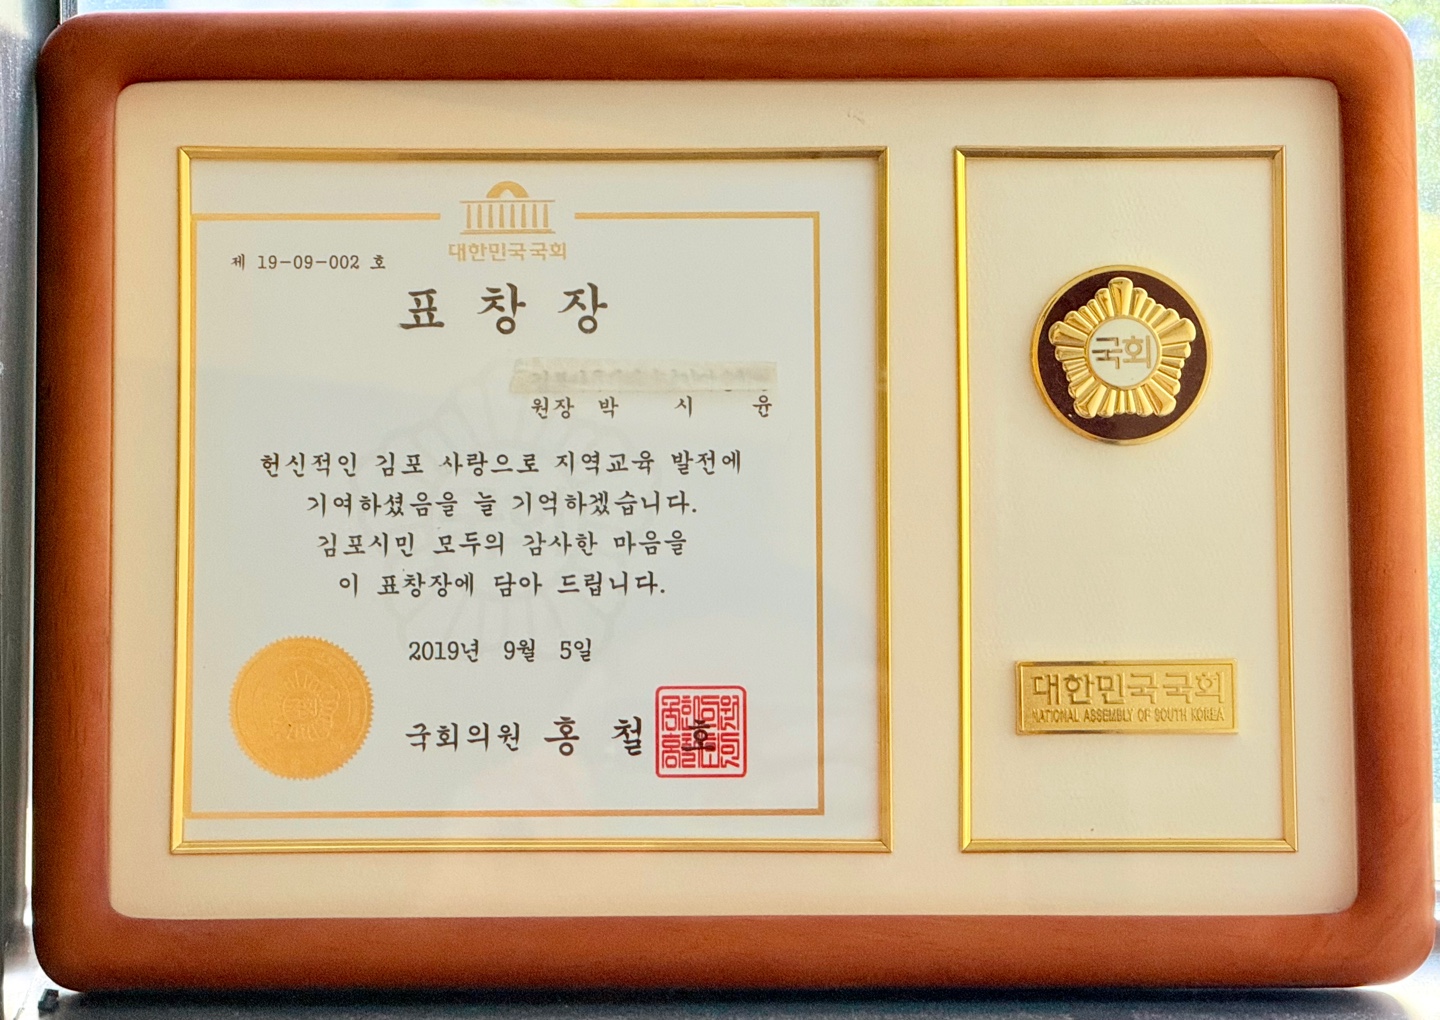 대한민국국회
제 19-09-002 호
표 창 장
원장 박 시 윤
헌신적인 김포 사랑으로 지역교육 발전에
기여하셨음을 늘 기억하겠습니다.
김포시민 모두의 감사한 마음을
이 표창장에 담아 드립니다.
2019년 9월 5일
국회의원 홍 철 호
국회
대한민국국회
NATIONAL ASSEMBLY OF SOUTH KOREA